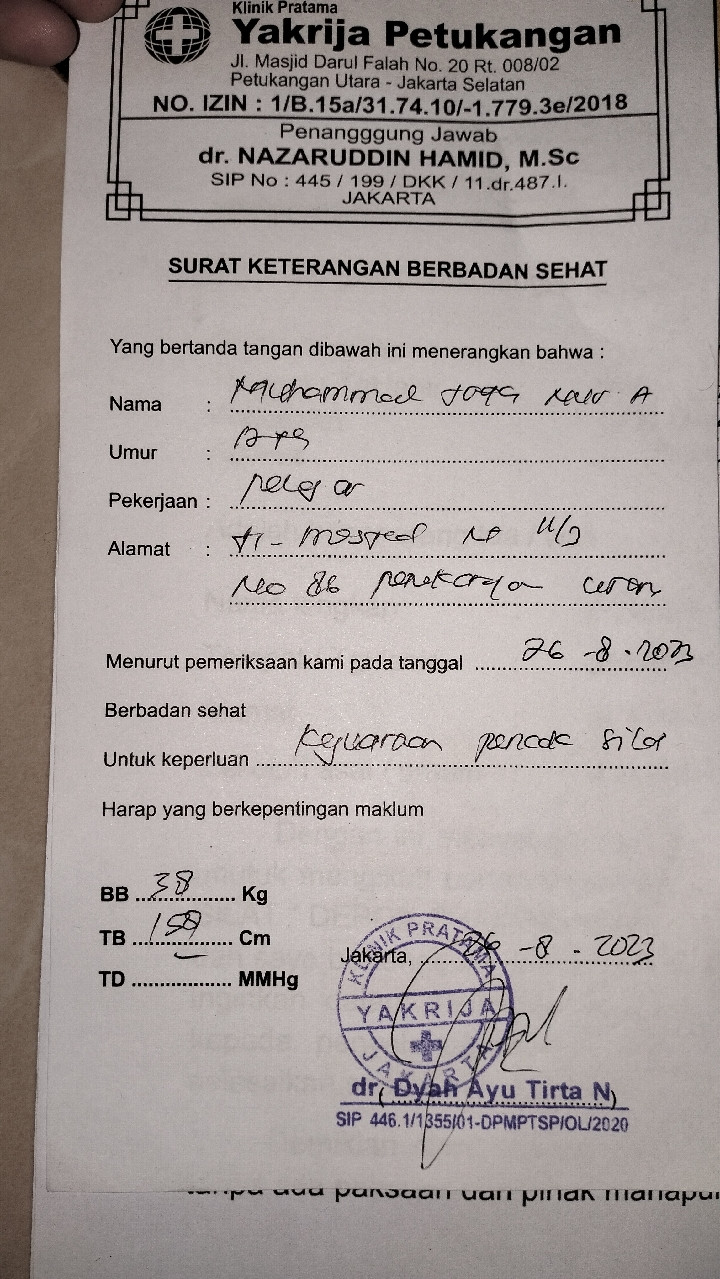 Klinik Pratama
Yakrija Petukangan
Jl. Masjid Darul Falah No. 20 Rt. 008/02
Petukangan Utara - Jakarta Selatan
NO. IZIN : 1/B.15a/31.74.10/-1.779.3e/2018
Penangggung Jawab
dr. NAZARUDDIN HAMID, M.Sc
SIP No : 445 / 199 / DKK / 11.dr.487.I.
JAKARTA
SURAT KETERANGAN BERBADAN SEHAT
Yang bertanda tangan dibawah ini menerangkan bahwa :
Nama : Muhammad A
Umur :
Pekerjaan : pelajar
Alamat :
No 86
Menurut pemeriksaan kami pada tanggal 26 - 8 - 2023
Berbadan sehat
Untuk keperluan Kejuaraan pencak silat
Harap yang berkepentingan maklum
BB 38 Kg
TB 159 Cm
TD MMHg
Jakarta, 26 - 8 - 2023
KLINIK PRATAMA
YAKRIJA
JAKARTA
dr. Dyah Ayu Tirta N
SIP 446.1/1355/01-DPMPTSP/OL/2020